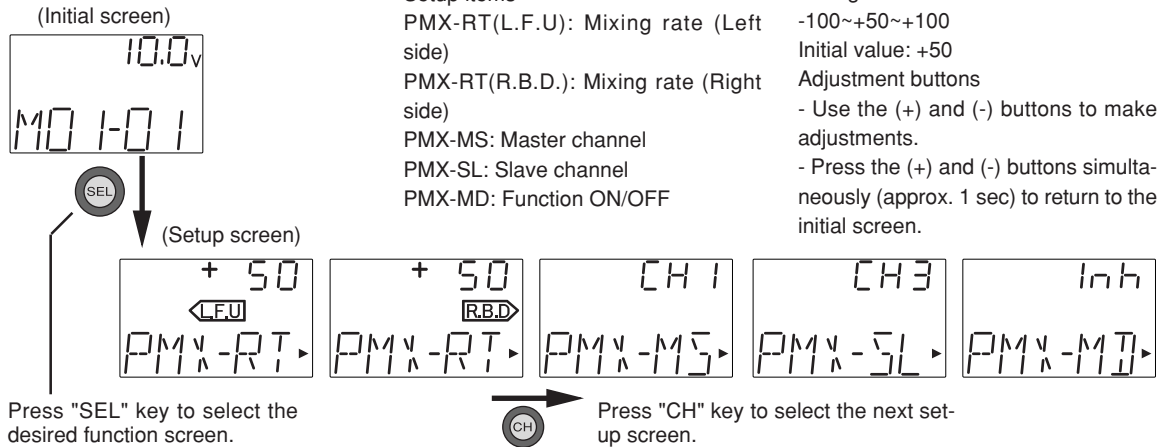 (Initial screen)
10.0v
M01-01
SEL
PMX-RT(L.F.U): Mixing rate (Left
side)
PMX-RT(R.B.D.): Mixing rate (Right
side)
PMX-MS: Master channel
PMX-SL: Slave channel
PMX-MD: Function ON/OFF
-100~+50~+100
Initial value: +50
Adjustment buttons
- Use the (+) and (-) buttons to make
adjustments.
- Press the (+) and (-) buttons simulta-
neously (approx. 1 sec) to return to the
initial screen.
(Setup screen)
+ 50
L.F.U
PMX-RT
+ 50
R.B.D
PMX-RT
CH 1
PMX-MS
CH 3
PMX-SL
Inh
PMX-MD
Press "SEL" key to select the
desired function screen.
CH
Press "CH" key to select the next set-
up screen.